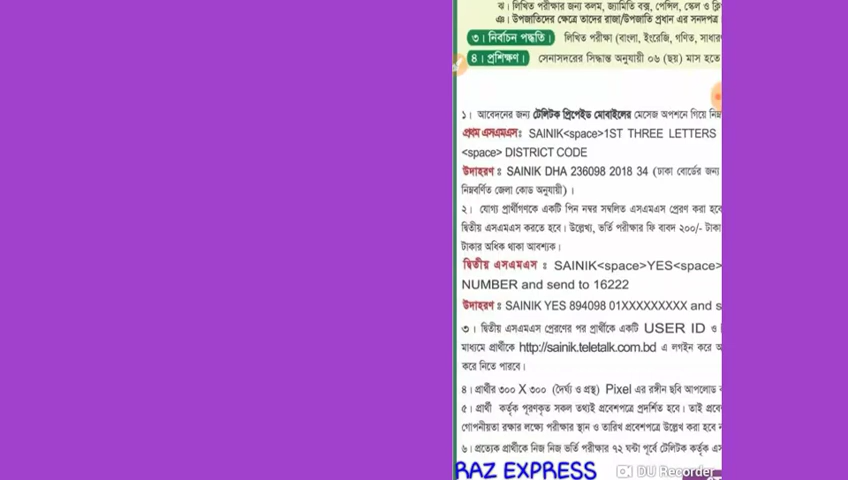 ঝ। লিখিত পরীক্ষার জন্য কলম, জ্যামিতি বক্স, পেন্সিল, স্কেল ও ক্লি
ঞ। উপজাতিদের ক্ষেত্রে তাদের রাজা/উপজাতি প্রধান এর সনদপত্র
৩। নির্বাচন পদ্ধতি। লিখিত পরীক্ষা (বাংলা, ইংরেজি, গণিত, সাধারণ
৪। প্রশিক্ষণ। সেনাসদরের সিদ্ধান্ত অনুযায়ী ০৬ (ছয়) মাস হতে
১। আবেদনের জন্য টেলিটক প্রিপেইড মোবাইলের মেসেজ অপশনে গিয়ে নিম্ন
প্রথম এসএমএসঃ SAINIK<space>1ST THREE LETTERS
<space> DISTRICT CODE
উদাহরণ ঃ SAINIK DHA 236098 2018 34 (ঢাকা বোর্ডের জন্য
নিম্নবর্ণিত জেলা কোড অনুযায়ী)।
২। যোগ্য প্রার্থীগণকে একটি পিন নম্বর সম্বলিত এসএমএস প্রেরণ করা হবে
দ্বিতীয় এসএমএস করতে হবে। উল্লেখ্য, ভর্তি পরীক্ষার ফি বাবদ ২০০/- টাকা
টাকার অধিক থাকা আবশ্যক।
দ্বিতীয় এসএমএস ঃ SAINIK<space>YES<space>
NUMBER and send to 16222
উদাহরণ ঃ SAINIK YES 894098 01XXXXXXXXX and s
৩। দ্বিতীয় এসএমএস প্রেরণের পর প্রার্থীকে একটি USER ID ও
মাধ্যমে প্রার্থীকে http://sainik.teletalk.com.bd এ লগইন করে
করে নিতে পারবে।
৪। প্রার্থীর ৩০০ X ৩০০ (দৈর্ঘ্য ও প্রস্থ) Pixel এর রঙ্গীন ছবি আপলোড
৫। প্রার্থী কর্তৃক পূরণকৃত সকল তথ্যই প্রবেশপত্রে প্রদর্শিত হবে। তাই প্রবে
গোপনীয়তা রক্ষার লক্ষ্যে পরীক্ষার স্থান ও তারিখ প্রবেশপত্রে উল্লেখ করা হবে
৬। প্রত্যেক প্রার্থীকে নিজ নিজ ভর্তি পরীক্ষার ৭২ ঘন্টা পূর্বে টেলিটক কর্তৃক এস
RAZ EXPRESS
DU Recorder